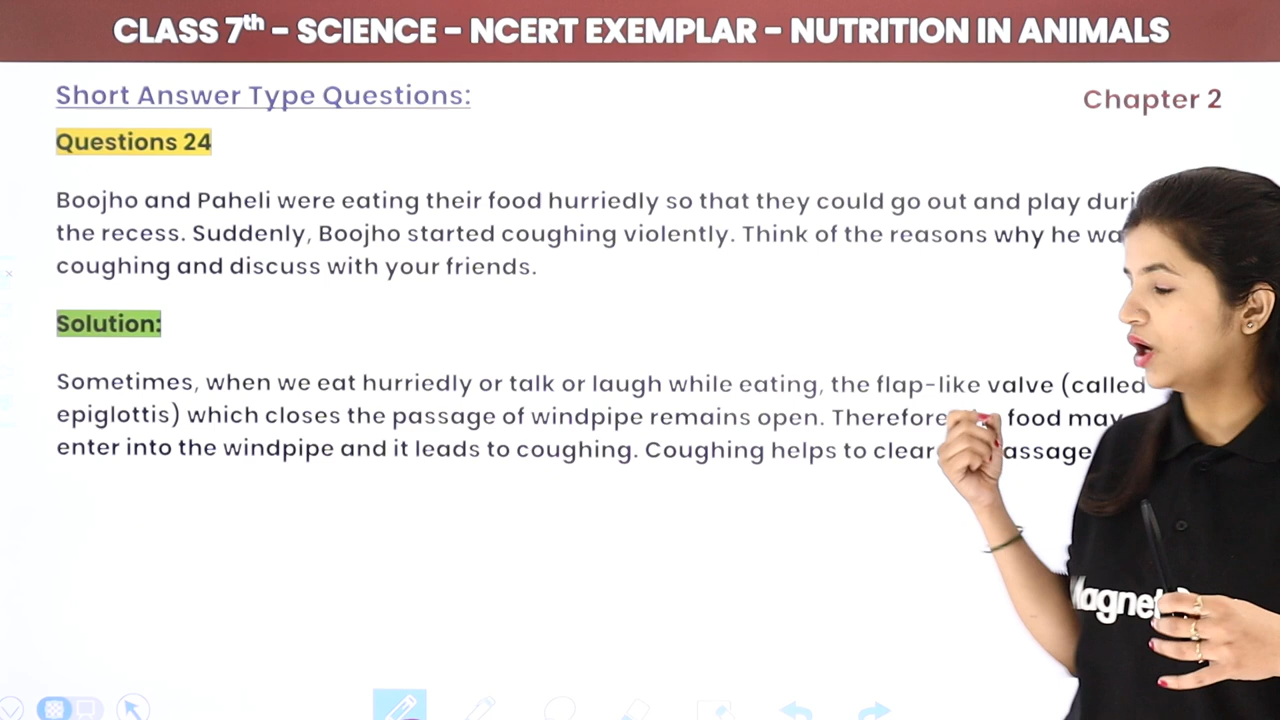 CLASS 7th – SCIENCE – NCERT EXEMPLAR – NUTRITION IN ANIMALS
Short Answer Type Questions:
Chapter 2
Questions 24
Boojho and Paheli were eating their food hurriedly so that they could go out and play duri
the recess. Suddenly, Boojho started coughing violently. Think of the reasons why he wa
coughing and discuss with your friends.
Solution:
Sometimes, when we eat hurriedly or talk or laugh while eating, the flap-like valve (called
epiglottis) which closes the passage of windpipe remains open. Therefore food may
enter into the windpipe and it leads to coughing. Coughing helps to clear assage
Magnet